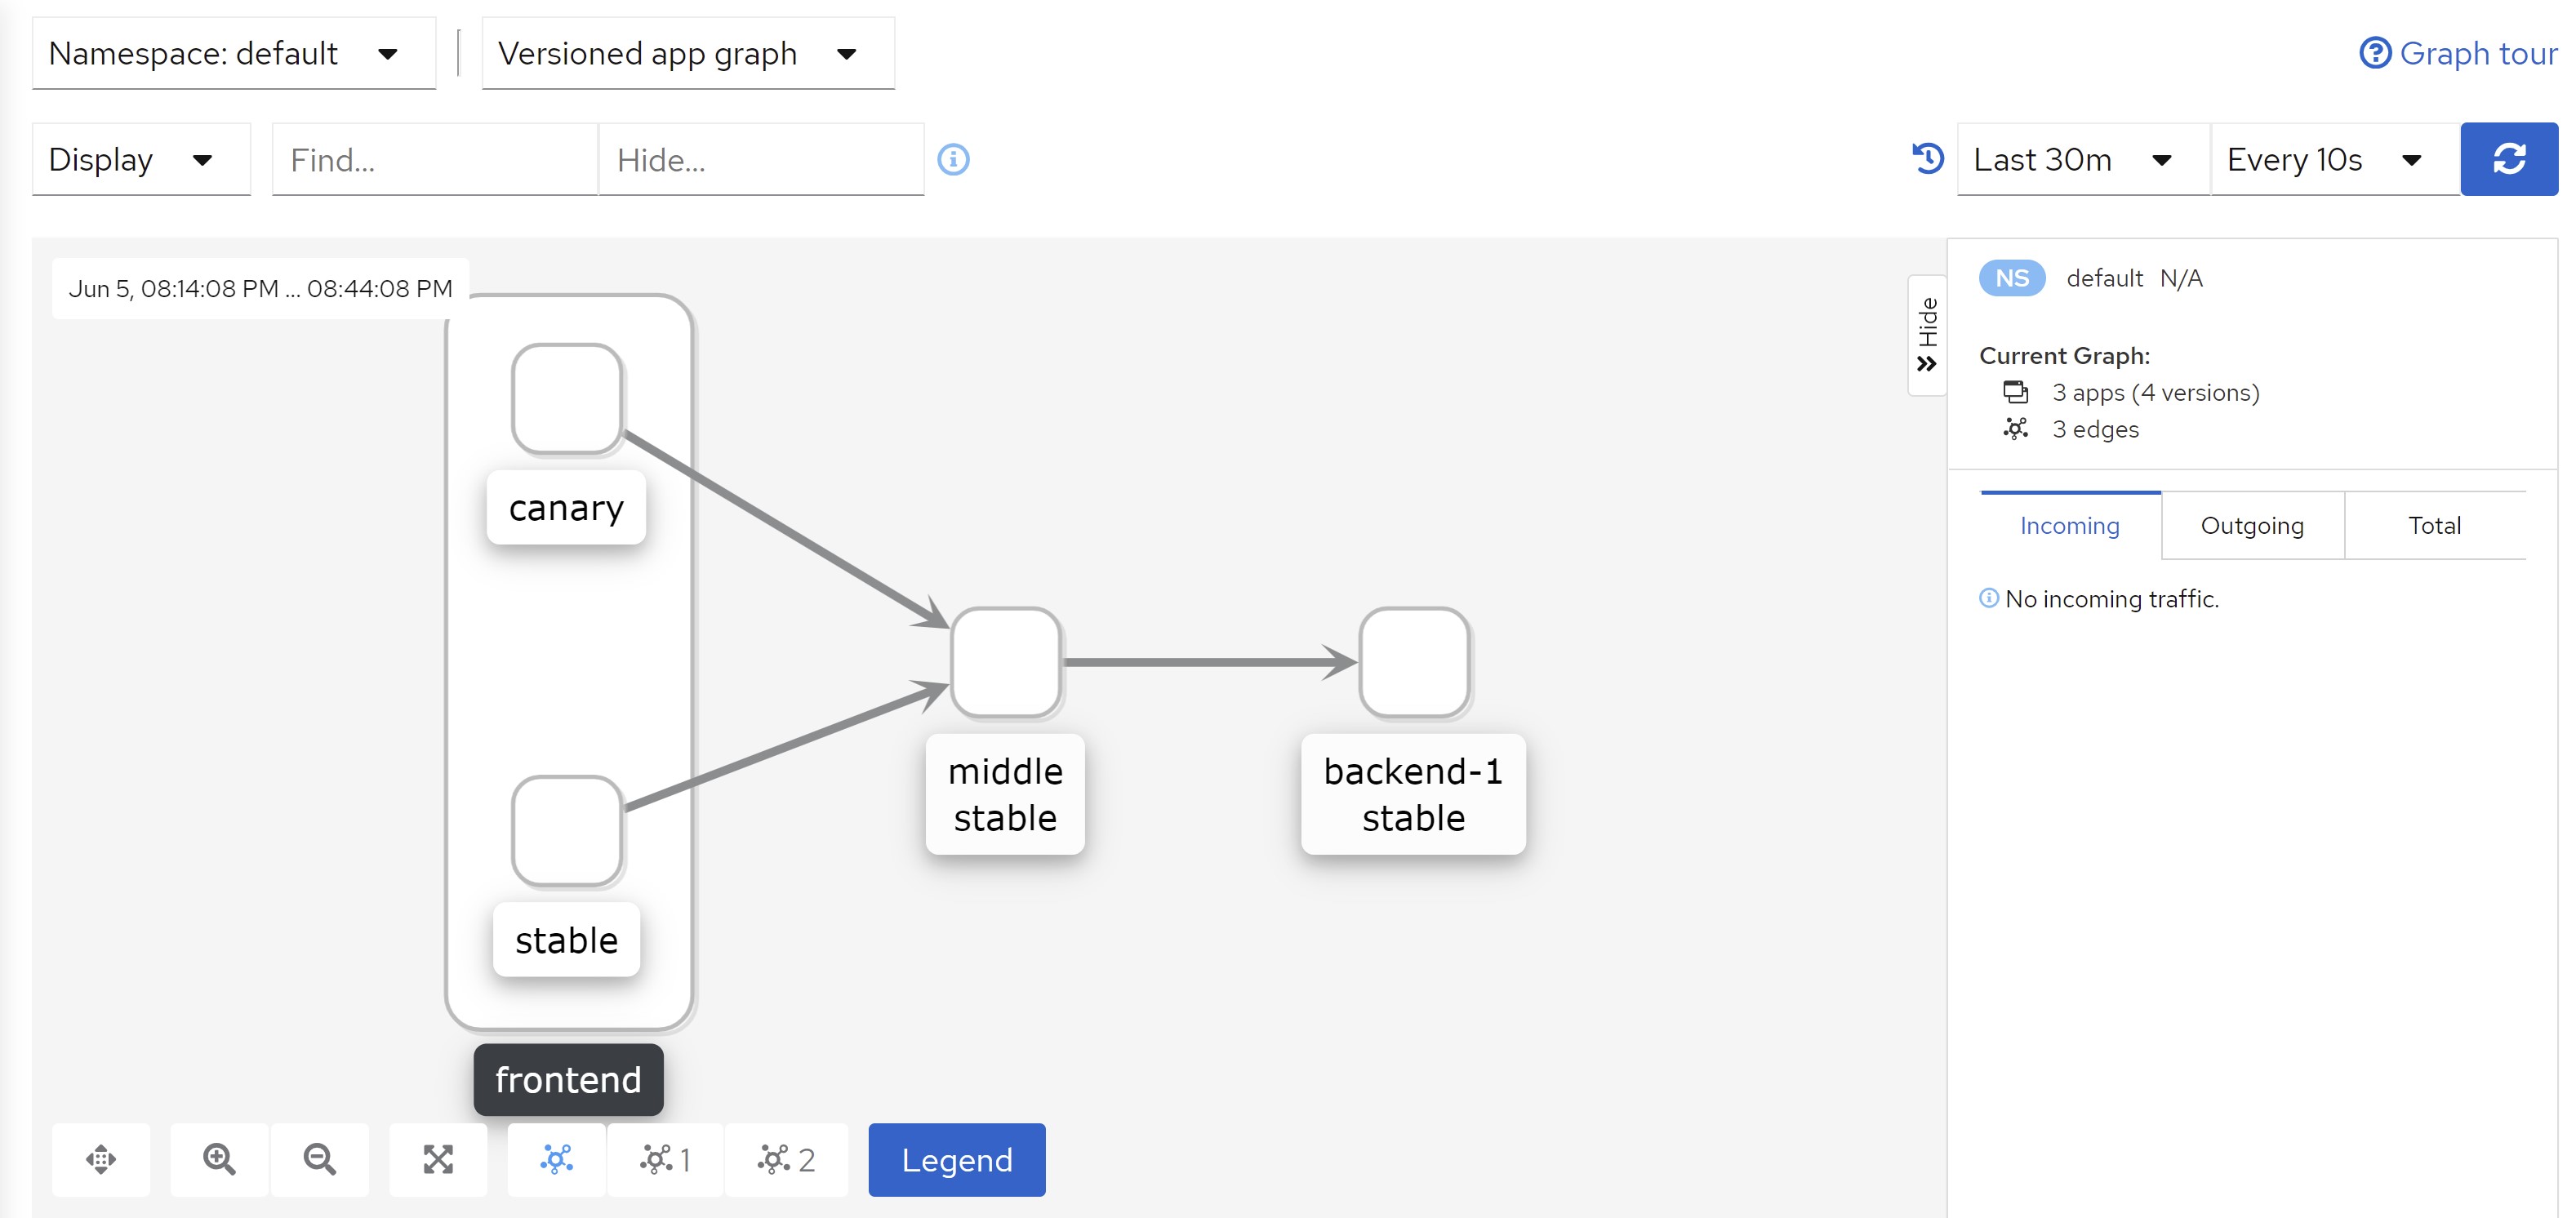 Namespace: default
Versioned app graph
Graph tour
Display
Find...
Hide...
Last 30m
Every 10s
Jun 5, 08:14:08 PM ... 08:44:08 PM
canary
stable
frontend
middle
stable
backend-1
stable
1
2
Legend
Hide
NS default N/A
Current Graph:
3 apps (4 versions)
3 edges
Incoming
Outgoing
Total
No incoming traffic.